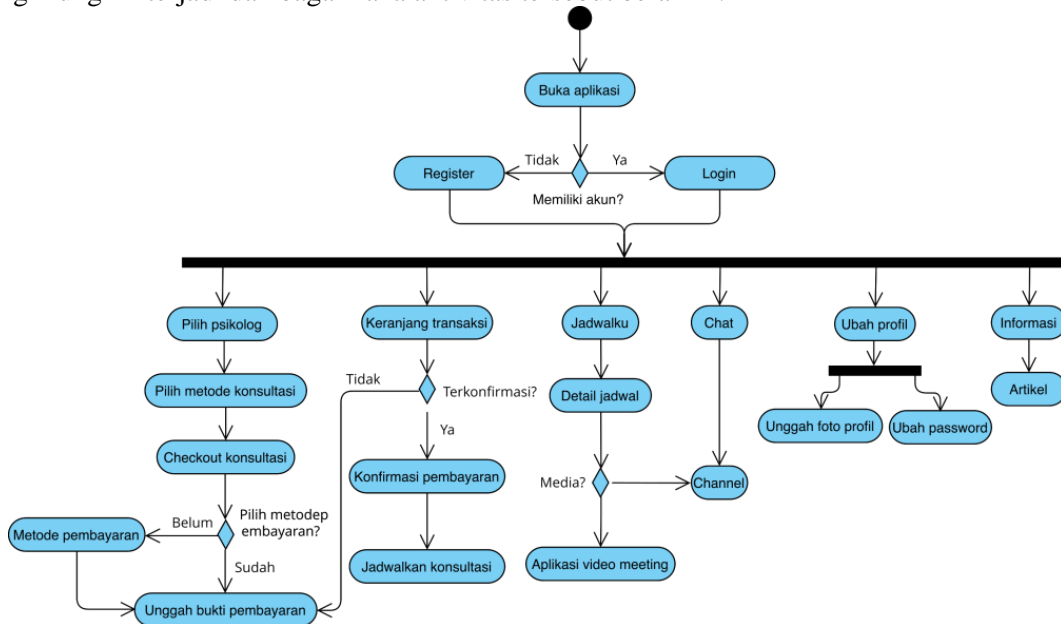 Buka aplikasi
Tidak
Ya
Register
Login
Memiliki akun?
Pilih psikolog
Keranjang transaksi
Jadwalku
Chat
Ubah profil
Informasi
Pilih metode konsultasi
Tidak
Terkonfirmasi?
Detail jadwal
Artikel
Unggah foto profil
Ubah password
Ya
Checkout konsultasi
Konfirmasi pembayaran
Media?
Channel
Belum
Pilih metodep
embayaran?
Metode pembayaran
Sudah
Jadwalkan konsultasi
Aplikasi video meeting
Unggah bukti pembayaran